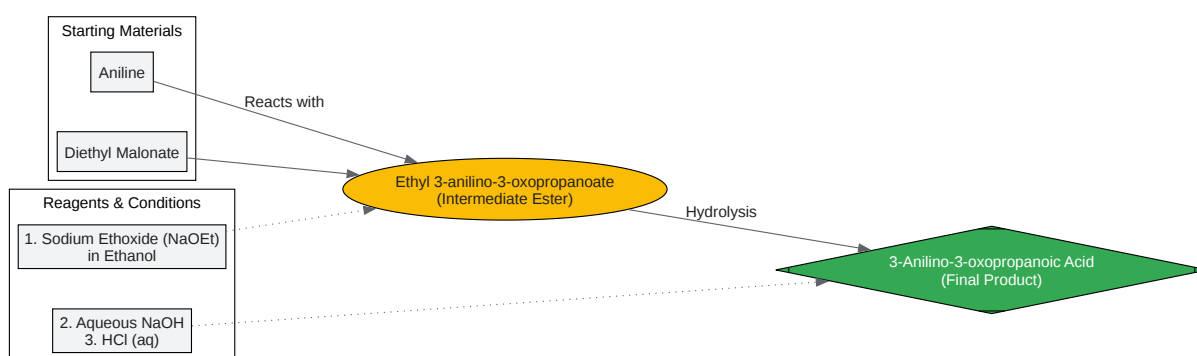 Starting Materials
Aniline
Reacts with
Diethyl Malonate
Ethyl 3-anilino-3-oxopropanoate
(Intermediate Ester)
Reagents & Conditions
1. Sodium Ethoxide (NaOEt)
in Ethanol
Hydrolysis
3-Anilino-3-oxopropanoic Acid
(Final Product)
2. Aqueous NaOH
3. HCl (aq)